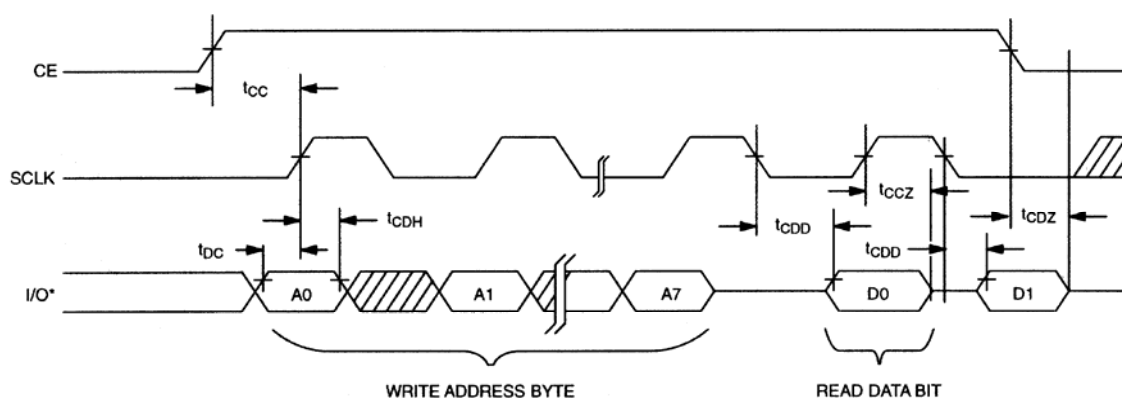 CE
tCC
SCLK
tCCZ
tCDH
tCDD
tCDZ
tDC
tCDD
I/O*
A0
A1
A7
D0
D1
WRITE ADDRESS BYTE
READ DATA BIT